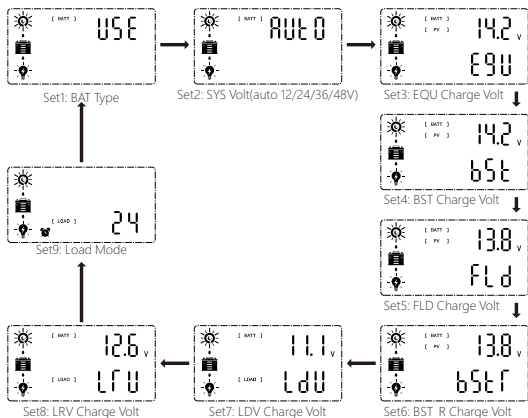 [ BATT ]
USE
Set1: BAT Type
[ BATT ]
AUtO
Set2: SYS Volt(auto 12/24/36/48V)
[ BATT ]
[ PV ]
14.2 V
E9U
Set3: EQU Charge Volt
[ BATT ]
[ PV ]
14.2 V
bSt
Set4: BST Charge Volt
[ BATT ]
[ PV ]
13.8 V
FLd
Set5: FLD Charge Volt
[ BATT ]
[ PV ]
13.8 V
bStr
Set6: BST R Charge Volt
[ BATT ]
11.1 V
[ LOAD ]
LdU
Set7: LDV Charge Volt
[ BATT ]
12.6 V
[ LOAD ]
LrU
Set8: LRV Charge Volt
[ LOAD ]
24
Set9: Load Mode